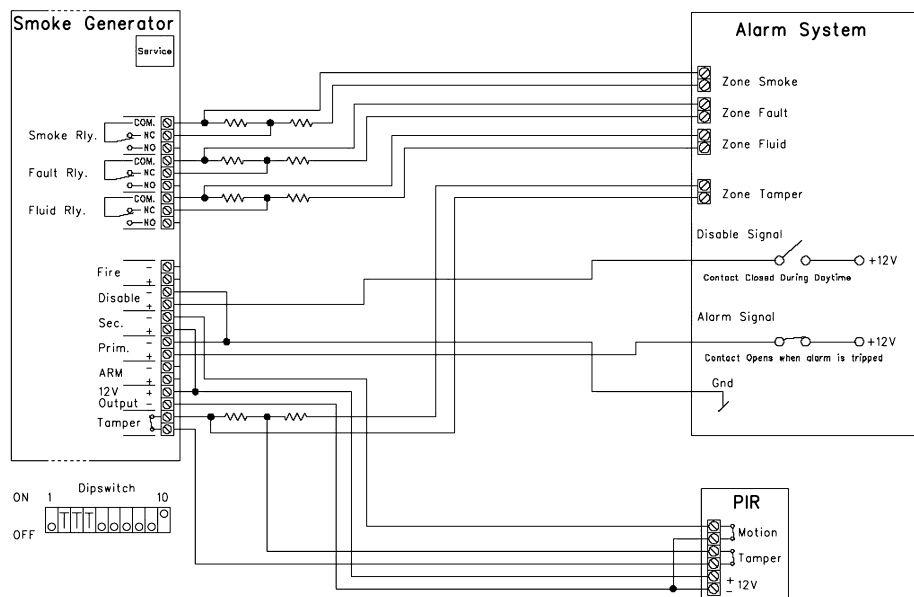 Smoke Generator
Service
Smoke Rly.
COM.
NC
NO
Fault Rly.
COM.
NC
NO
Fluid Rly.
COM.
NC
NO
Fire
-
+
Disable
-
+
Sec.
-
+
Prim.
-
+
ARM
-
+
12V +
Output -
Tamper
Dipswitch
ON 1 10
OFF
Alarm System
Zone Smoke
Zone Fault
Zone Fluid
Zone Tamper
Disable Signal
+12V
Contact Closed During Daytime
Alarm Signal
+12V
Contact Opens when alarm is tripped
Gnd
PIR
Motion
Tamper
+
12V
-